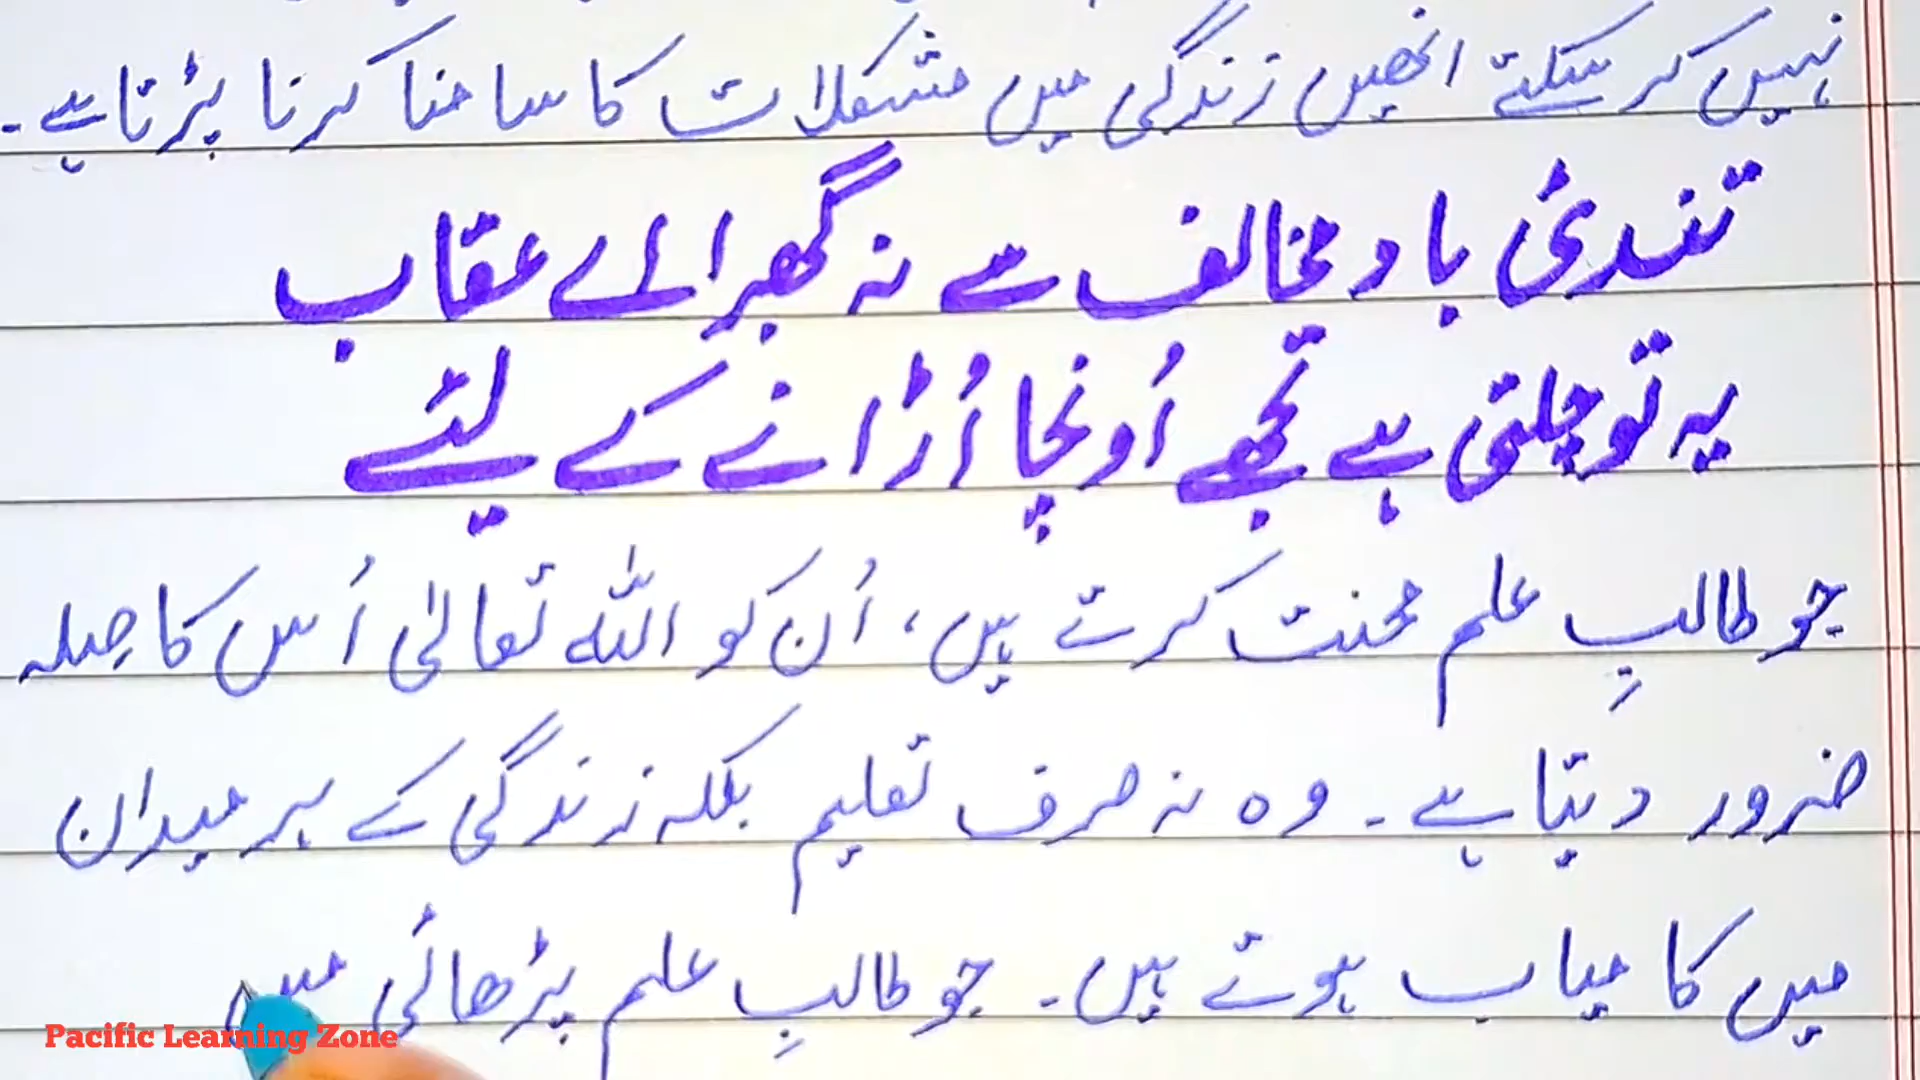 نہیں کر سکتے انھیں زندگی میں مشکلات کا سامنا کرنا پڑتا ہے۔
تندیٔ باد مخالف سے نہ گھبرا اے عقاب
یہ تو چلتی ہے تجھے اُونچا اُڑانے کے لیٔے
جو طالبِ علم محنت کرتے ہیں، اُن کو اللہ تعالیٰ اُس کا صلہ
ضرور دیتا ہے۔ وہ نہ صرف تعلیم بلکہ زندگی کے ہر میدان
میں کامیاب ہوتے ہیں۔ جو طالبِ علم پڑھائی میں
Pacific Learning Zone